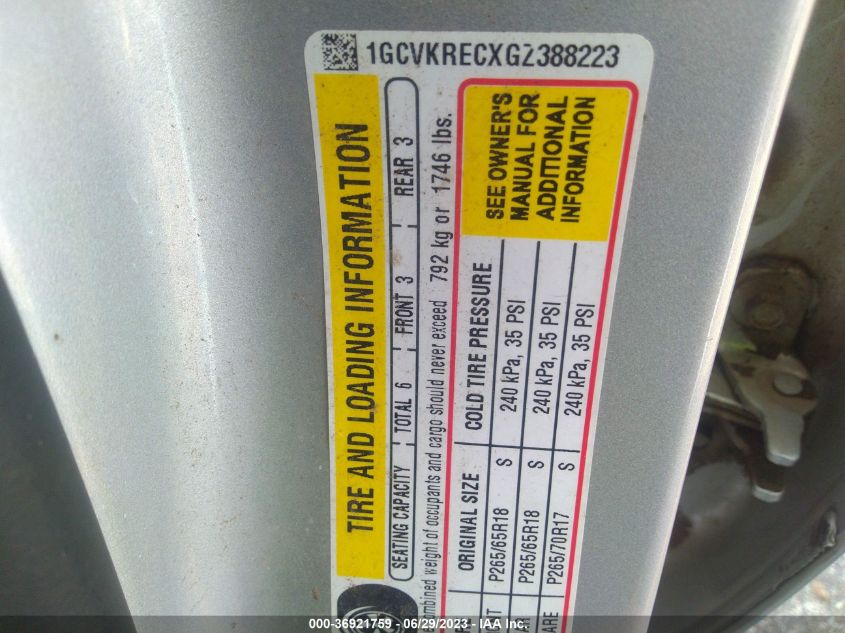 1GCVKRECXGZ388223
TIRE AND LOADING INFORMATION
SEATING CAPACITY TOTAL 6 FRONT 3 REAR 3
combined weight of occupants and cargo should never exceed 792 kg or 1746 lbs.
ORIGINAL SIZE COLD TIRE PRESSURE
P265/65R18 S 240 kPa, 35 PSI
P265/65R18 S 240 kPa, 35 PSI
P265/70R17 S 240 kPa, 35 PSI
SEE OWNER'S
MANUAL FOR
ADDITIONAL
INFORMATION
000-36921759 - 06/29/2023 - IAA Inc.